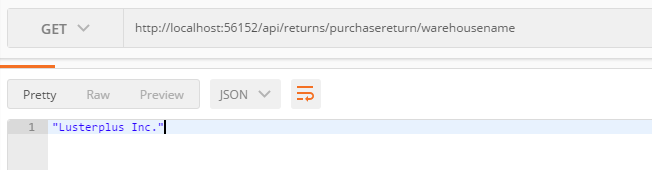 GET http://localhost:56152/api/returns/purchasereturn/warehousename
Pretty Raw Preview JSON
1 "Lusterplus Inc."